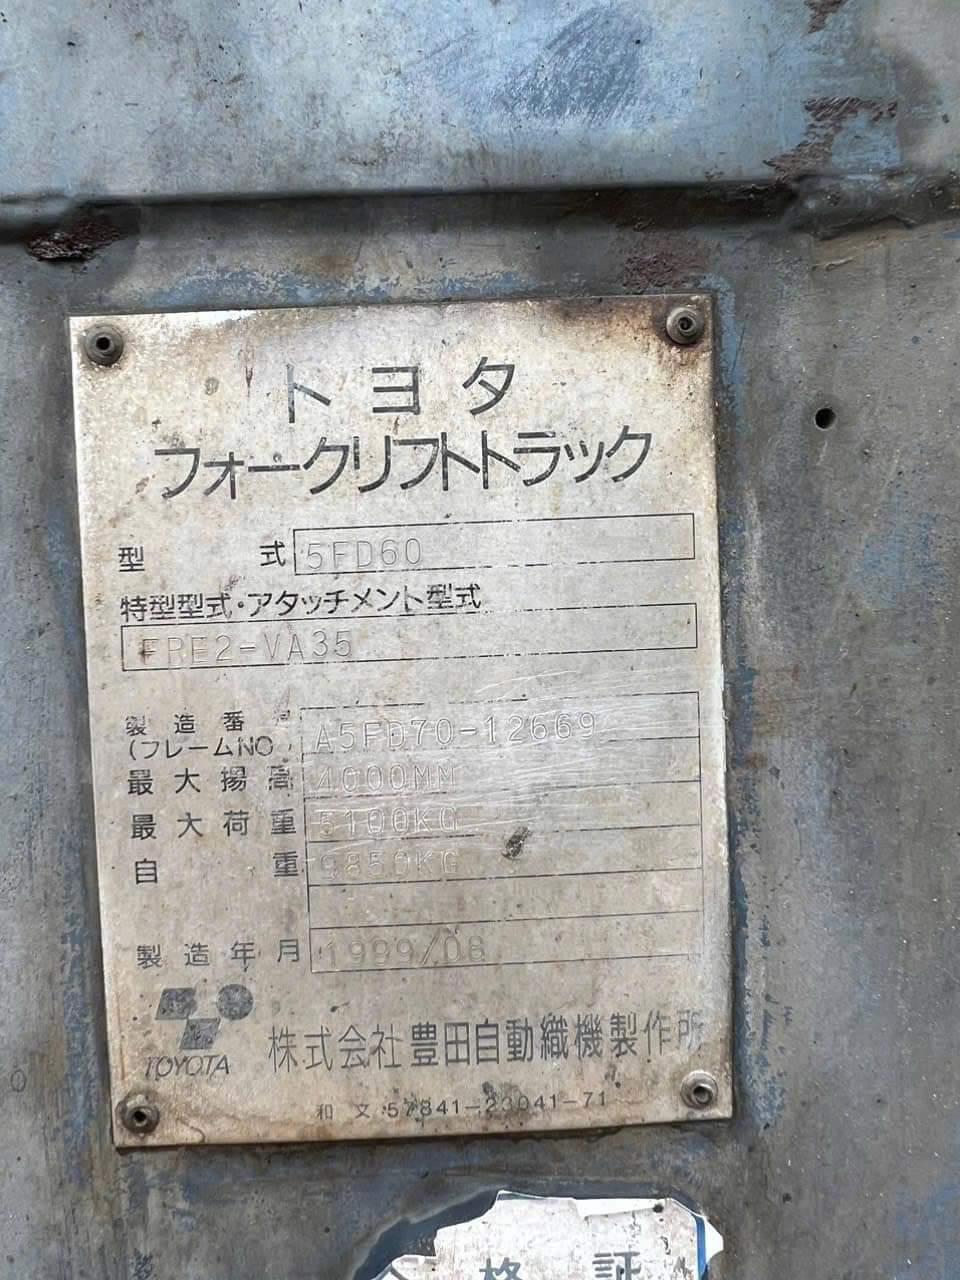 トヨタ
フォークリフトトラック
型式 5FD60
特型型式・アタッチメント型式
FRE2-VA35
製造番号 A5FD70-12669
(フレームNO.)
最大揚高 4000MM
最大荷重 5100KG
自重 9850KG
製造年月 1999/08
TOYOTA 株式会社 豊田自動織機製作所
和文 57841-23041-71
格証